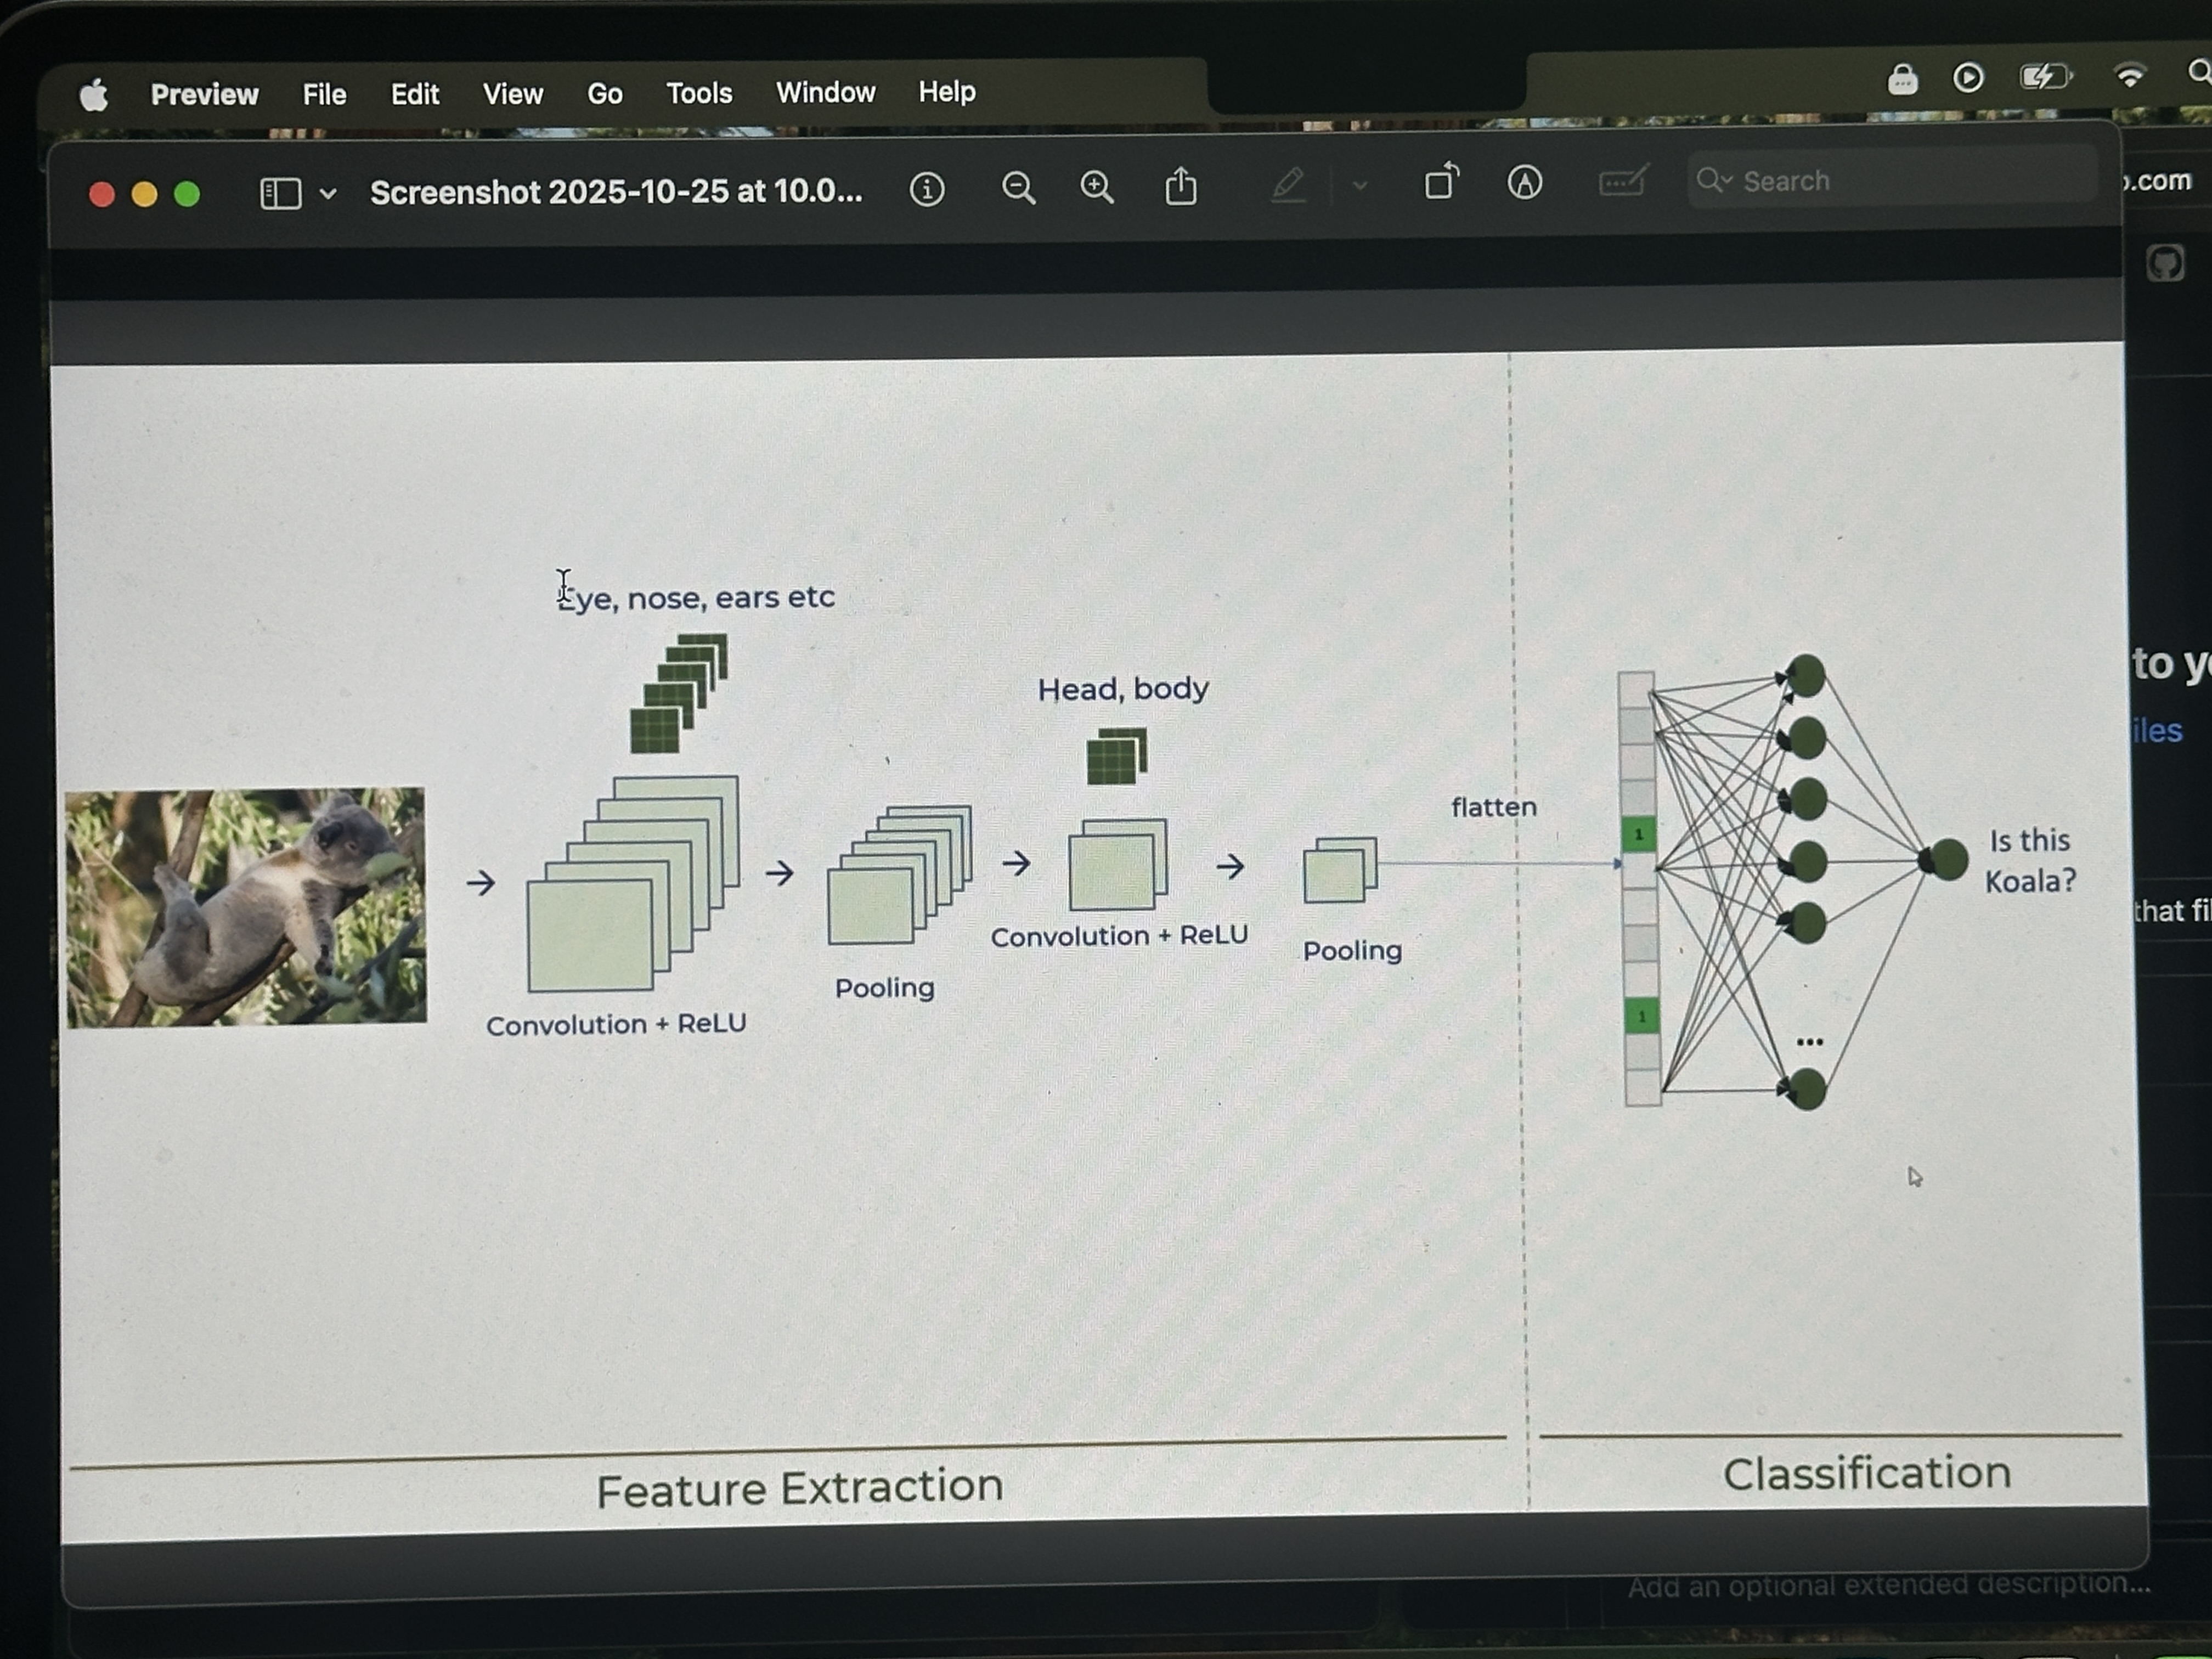 Preview File Edit View Go Tools Window Help
Screenshot 2025-10-25 at 10.0...
Search
.com
Eye, nose, ears etc
Head, body
to
iles
flatten
1
Is this
Koala?
that
Convolution + ReLU
Pooling
Pooling
1
Convolution + ReLU
...
Feature Extraction
Classification
Add an optional extended description...